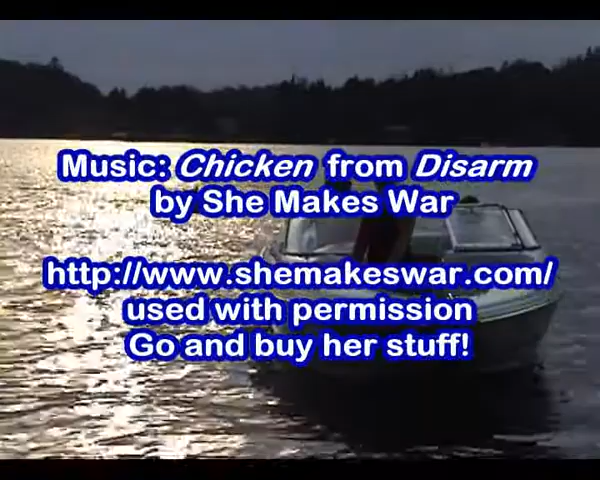 Music: Chicken from Disarm
by She Makes War
http://www.shemakeswar.com/
used with permission
Go and buy her stuff!